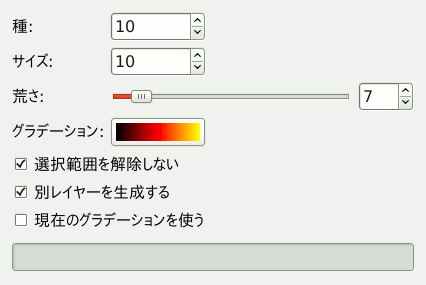 種: 10
サイズ: 10
荒さ: 7
グラデーション:
選択範囲を解除しない
別レイヤーを生成する
現在のグラデーションを使う